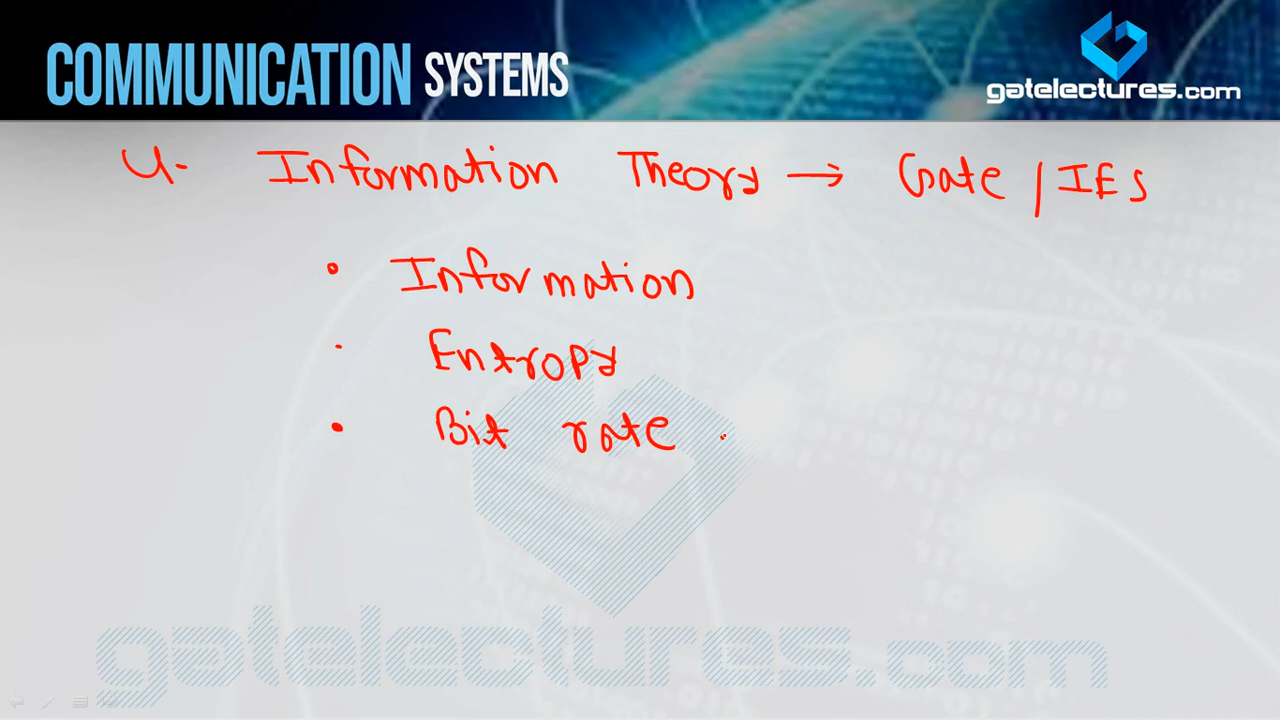 COMMUNICATION SYSTEMS
gatelectures.com
4. Information Theory → Gate / IES
• Information
• Entropy
• Bit rate .
gatelectures.com